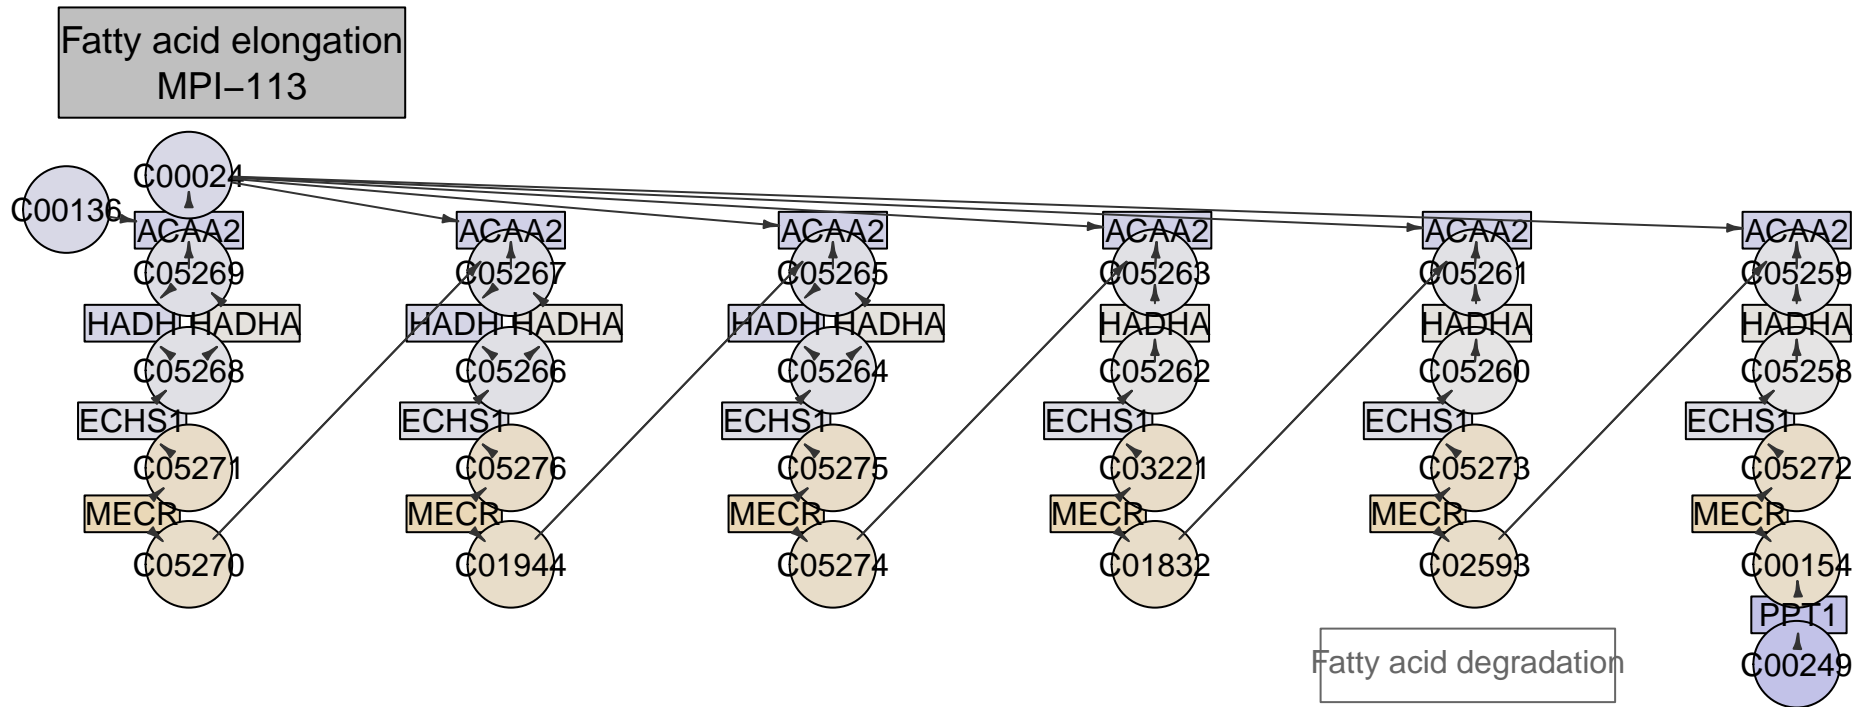 Fatty acid elongation
MPI−113
C00024
C00136
ACAA2 ACAA2 ACAA2 ACAA2 ACAA2 ACAA2
C05269 C05267 C05265 C05263 C05261 C05259
HADH HADHA HADH HADHA HADH HADHA HADHA HADHA HADHA
C05268 C05266 C05264 C05262 C05260 C05258
ECHS1 ECHS1 ECHS1 ECHS1 ECHS1 ECHS1
C05271 C05276 C05275 C03221 C05273 C05272
MECR MECR MECR MECR MECR MECR
C05270 C01944 C05274 C01832 C02593 C00154
PPT1
Fatty acid degradation C00249